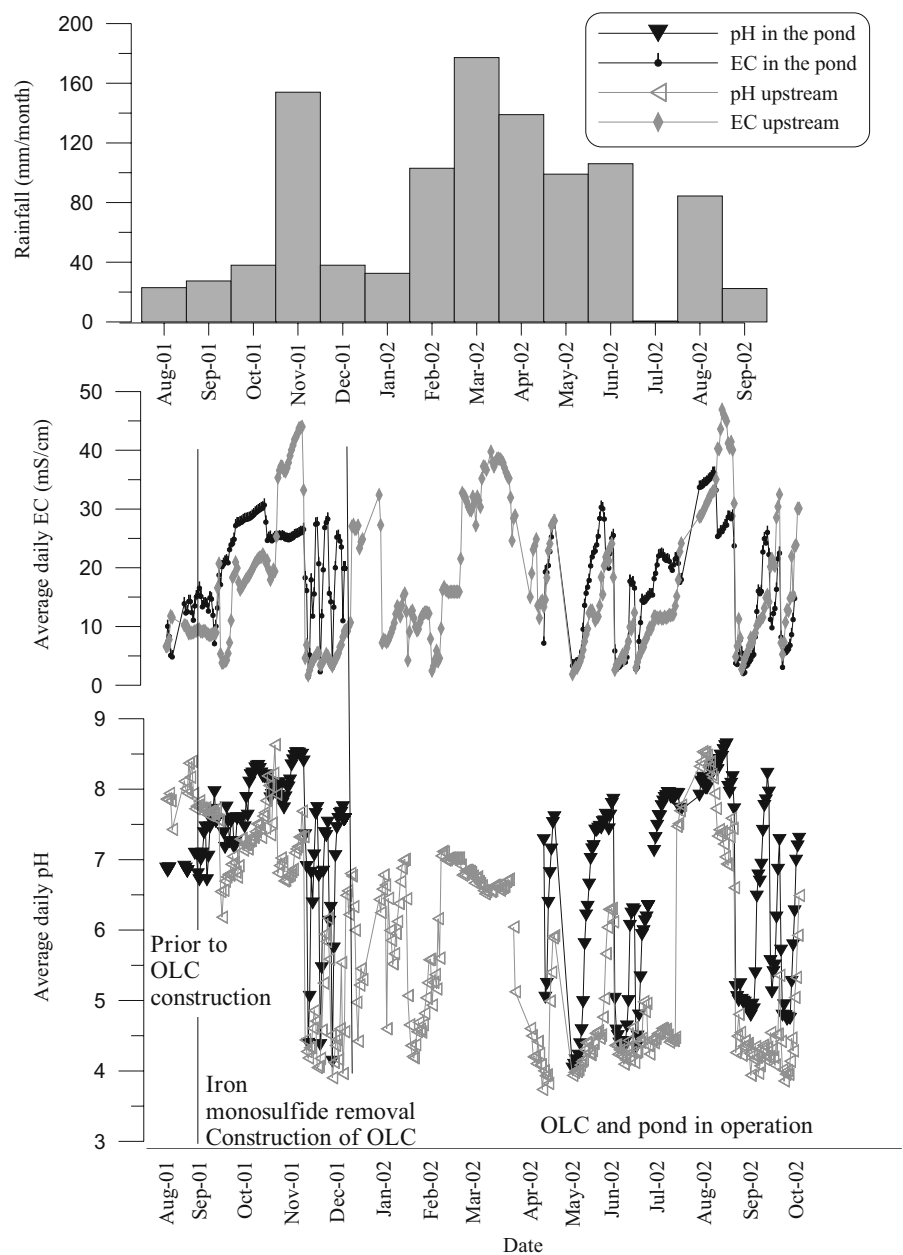 200
160
120
80
40
0
Rainfall (mm/month)
pH in the pond
EC in the pond
pH upstream
EC upstream
Aug-01
Sep-01
Oct-01
Nov-01
Dec-01
Jan-02
Feb-02
Mar-02
Apr-02
May-02
Jun-02
Jul-02
Aug-02
Sep-02
50
40
30
20
10
0
Average daily EC (mS/cm)
9
8
7
6
5
4
3
Average daily pH
Prior to
OLC
construction
Iron
monosulfide removal
Construction of OLC
OLC and pond in operation
Aug-01
Sep-01
Oct-01
Nov-01
Dec-01
Jan-02
Feb-02
Mar-02
Apr-02
May-02
Jun-02
Jul-02
Aug-02
Sep-02
Oct-02
Date